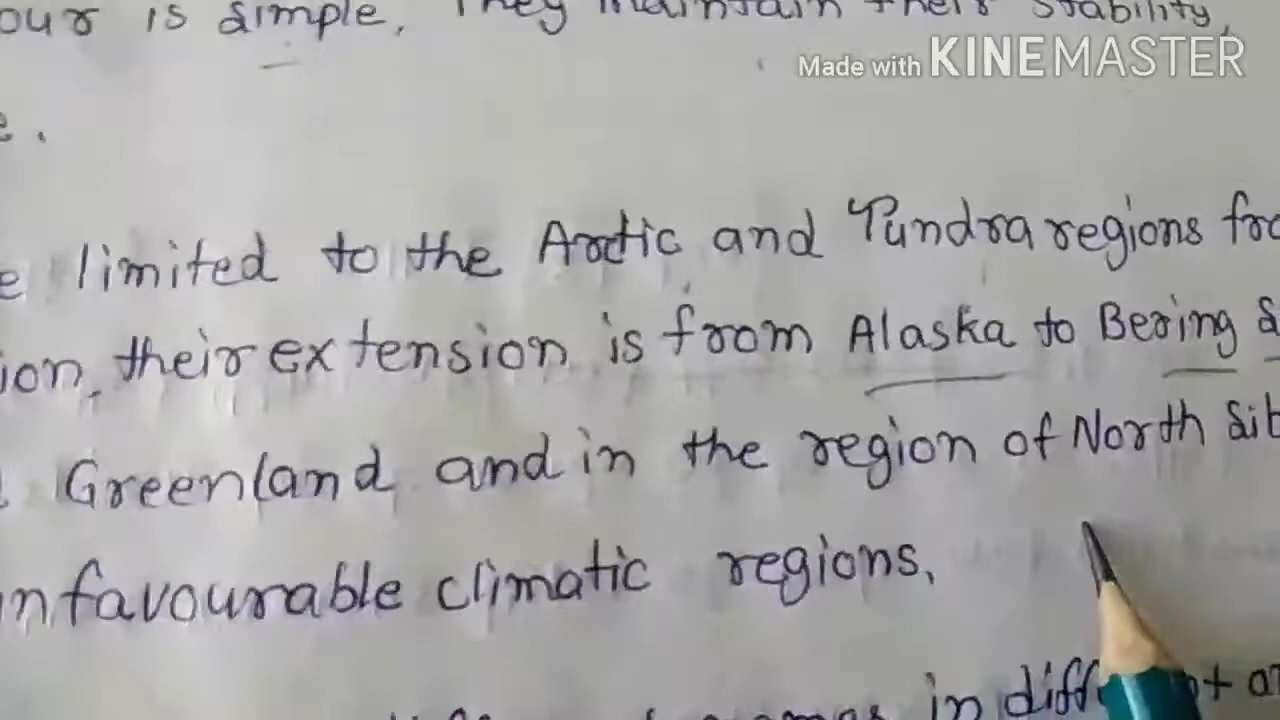 our is simple. They maintain their stability,
Made with KINEMASTER
e.
e limited to the Arctic and Tundra regions fro
ion, their extension is from Alaska to Bering S
Greenland and in the region of North Sib
nfavourable climatic regions,
in diff t